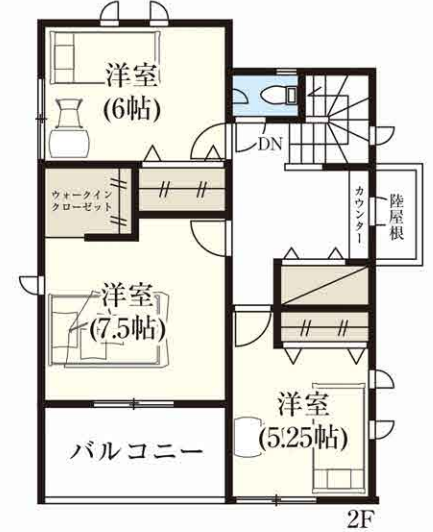 洋室
(6帖)
DN
ウォークイン
クローゼット
カウンター
陸屋根
洋室
(7.5帖)
洋室
(5.25帖)
バルコニー
2F